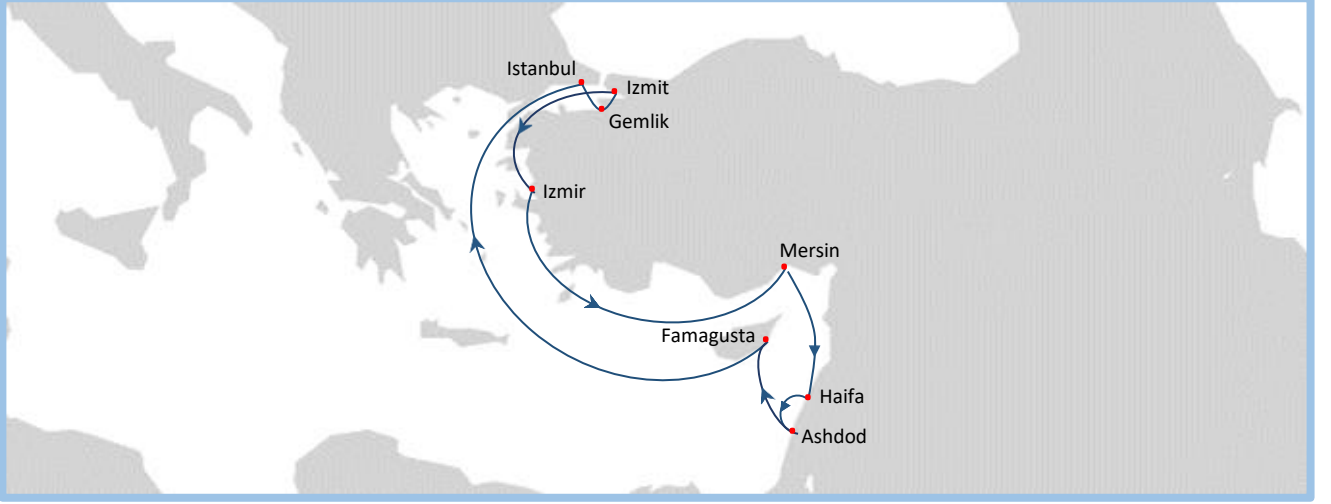 Istanbul
Izmit
Gemlik
Izmir
Mersin
Famagusta
Haifa
Ashdod